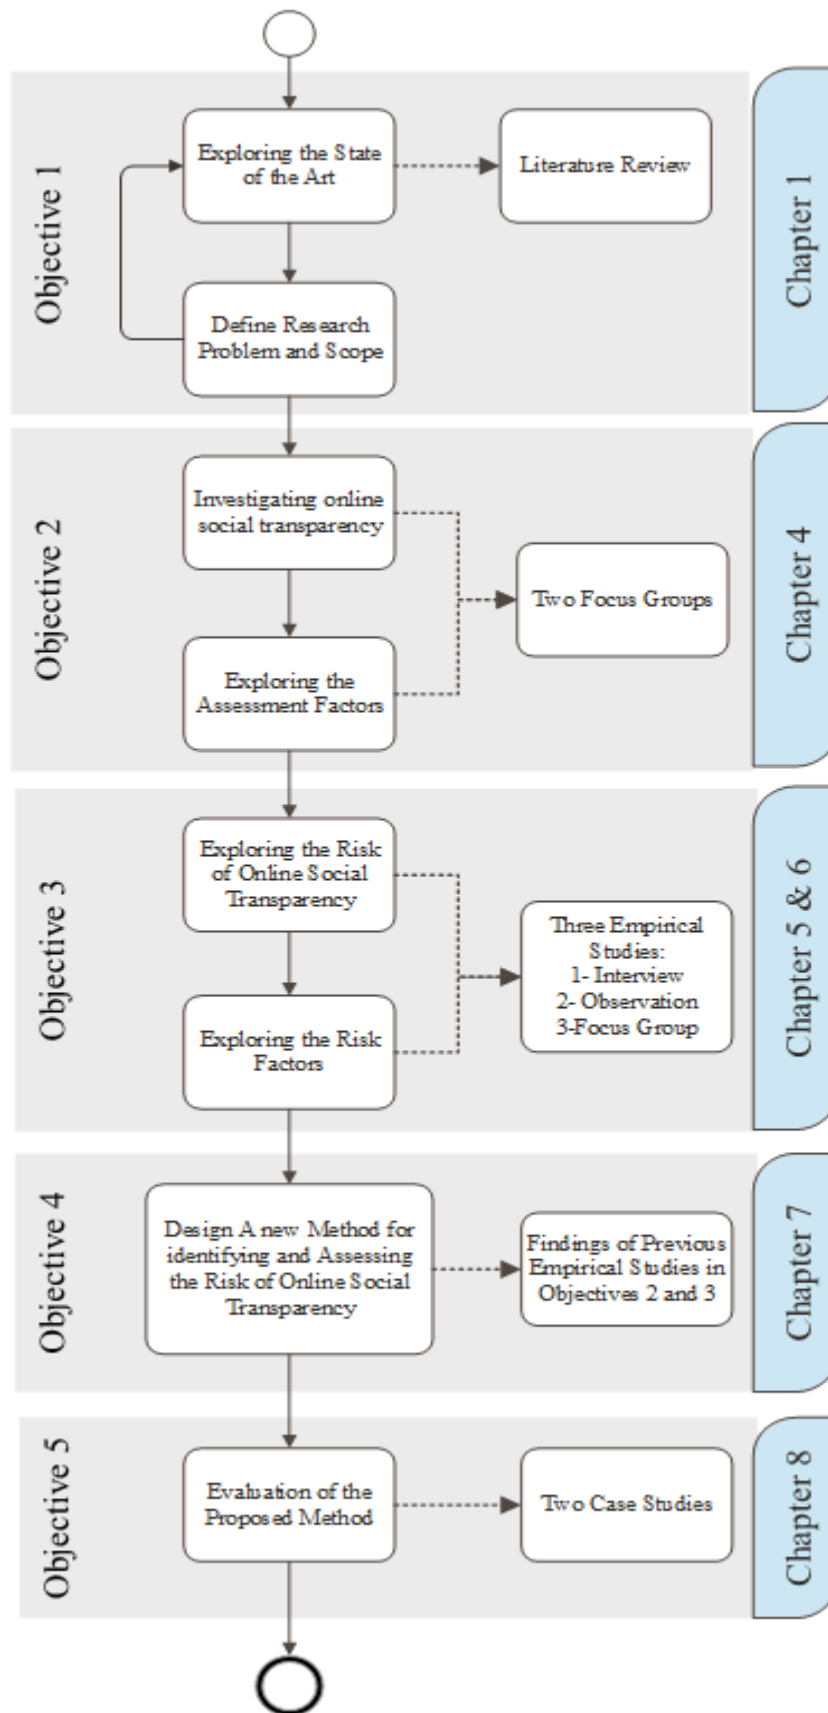 Objective 1
Exploring the State
of the Art
Literature Review
Define Research
Problem and Scope
Chapter 1
Objective 2
Investigating online
social transparency
Two Focus Groups
Exploring the
Assessment Factors
Chapter 4
Objective 3
Exploring the Risk
of Online Social
Transparency
Three Empirical
Studies:
1- Interview
2- Observation
3-Focus Group
Exploring the Risk
Factors
Chapter 5 & 6
Objective 4
Design A new Method for
identifying and Assessing
the Risk of Online Social
Transparency
Findings of Previous
Empirical Studies in
Objectives 2 and 3
Chapter 7
Objective 5
Evaluation of the
Proposed Method
Two Case Studies
Chapter 8